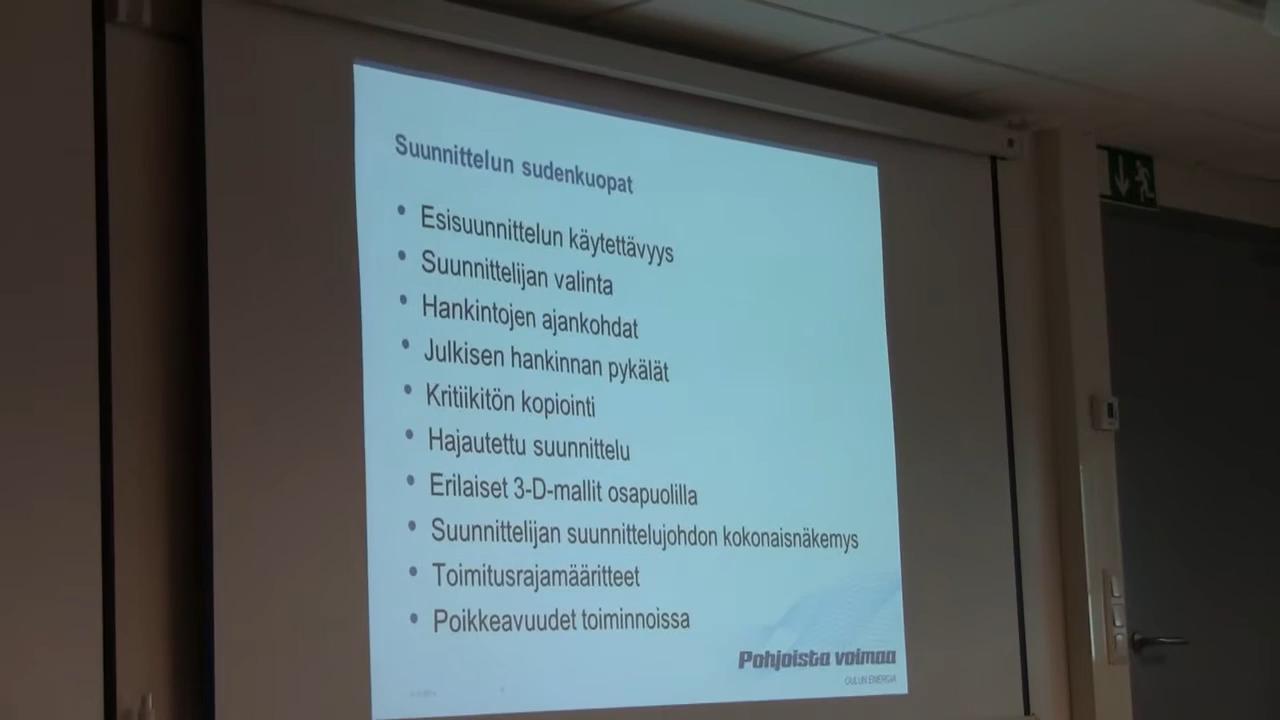 Suunnittelun sudenkuopat
• Esisuunnittelun käytettävyys
• Suunnittelijan valinta
• Hankintojen ajankohdat
• Julkisen hankinnan pykälät
• Kritiikitön kopiointi
• Hajautettu suunnittelu
• Erilaiset 3-D-mallit osapuolilla
• Suunnittelijan suunnittelujohdon kokonaisnäkemys
• Toimitusrajamääritteet
• Poikkeavuudet toiminnoissa
Pohjoista voimaa
OULUN ENERGIA